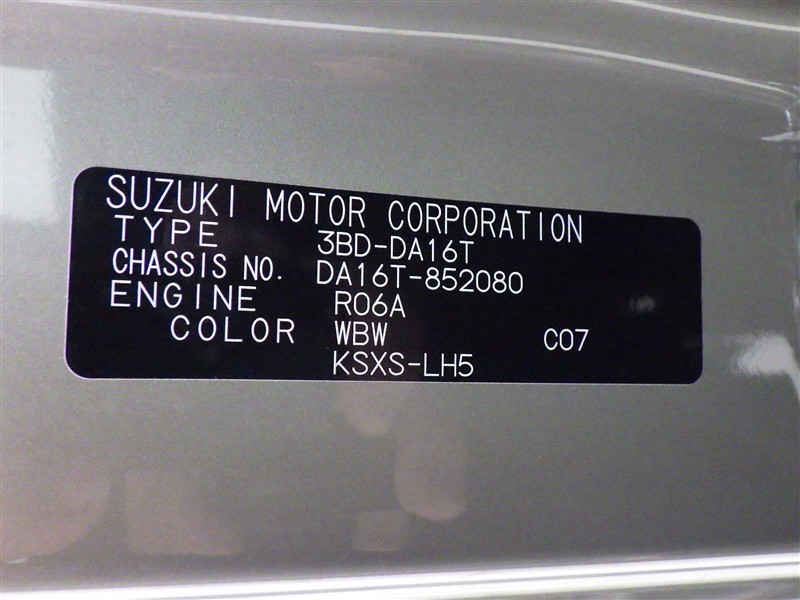 SUZUKI MOTOR CORPORATION
TYPE 3BD-DA16T
CHASSIS NO. DA16T-852080
ENGINE R06A
COLOR WBW C07
KSXS-LH5